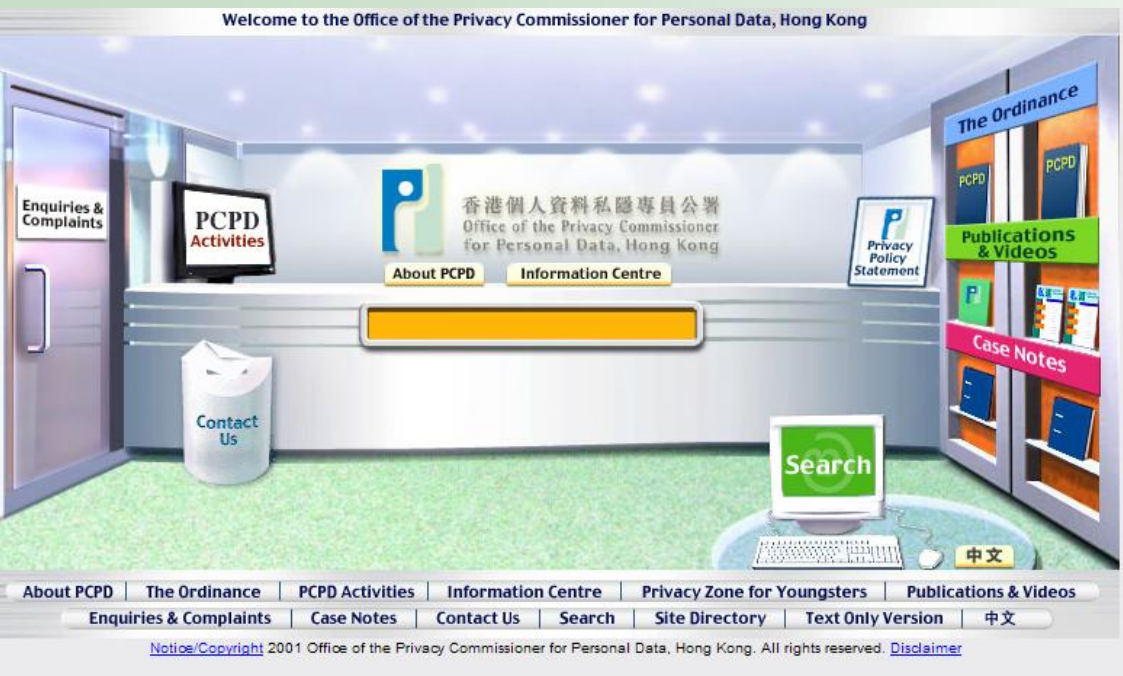 Welcome to the Office of the Privacy Commissioner for Personal Data, Hong Kong
Enquiries &
Complaints
PCPD
Activities
香港個人資料私隱專員公署
Office of the Privacy Commissioner
for Personal Data, Hong Kong
About PCPD
Information Centre
Privacy
Policy
Statement
The Ordinance
PCPD
PCPD
Publications
& Videos
Case Notes
Contact
Us
Search
中文
About PCPD | The Ordinance | PCPD Activities | Information Centre | Privacy Zone for Youngsters | Publications & Videos
Enquiries & Complaints | Case Notes | Contact Us | Search | Site Directory | Text Only Version | 中文
Notice/Copyright 2001 Office of the Privacy Commissioner for Personal Data, Hong Kong. All rights reserved. Disclaimer